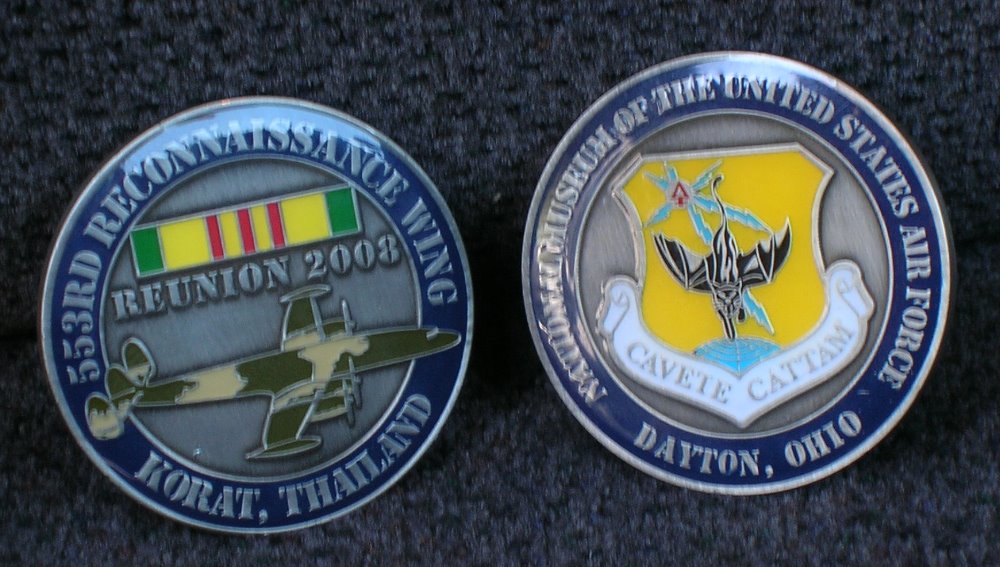 553RD RECONNAISSANCE WING
REUNION 2008
KORAT, THAILAND
NATIONAL MUSEUM OF THE UNITED STATES AIR FORCE
CAVETE CATTAM
DAYTON, OHIO